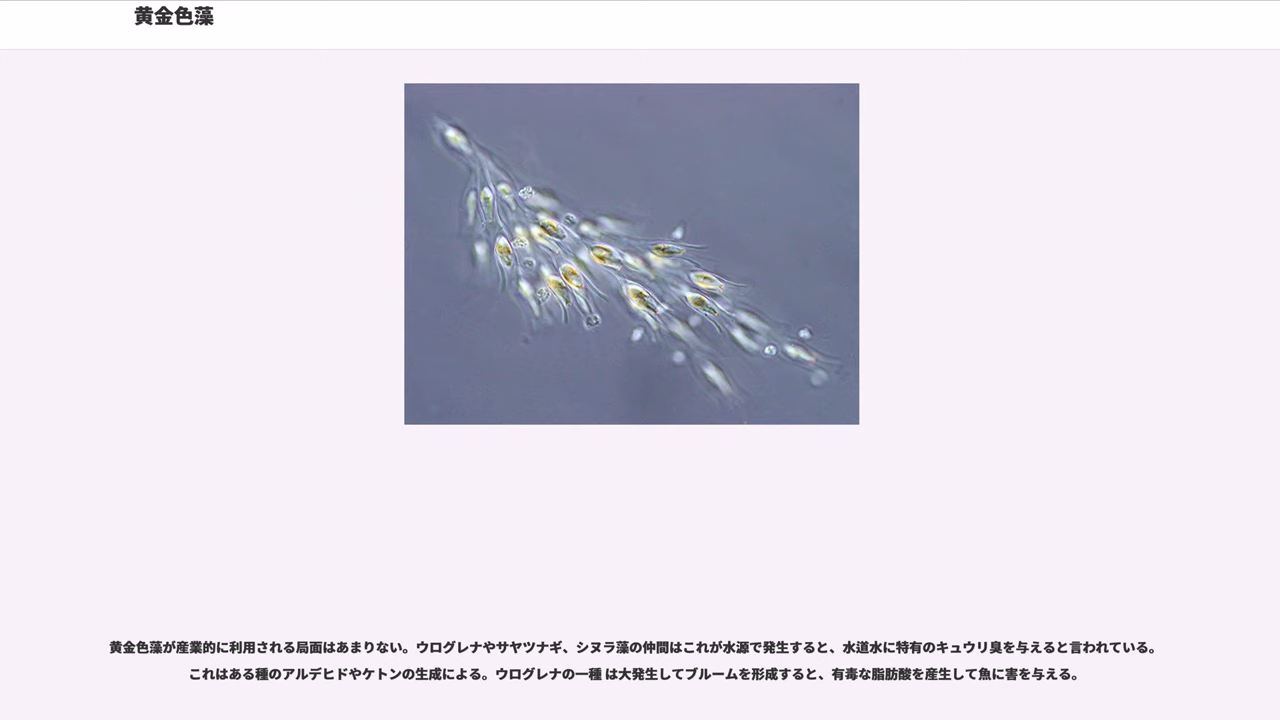 黄金色藻
黄金色藻が産業的に利用される局面はあまりない。ウログレナやサヤツナギ、シヌラ藻の仲間はこれが水源で発生すると、水道水に特有のキュウリ臭を与えると言われている。
これはある種のアルデヒドやケトンの生成による。ウログレナの一種 は大発生してブルームを形成すると、有毒な脂肪酸を産生して魚に害を与える。